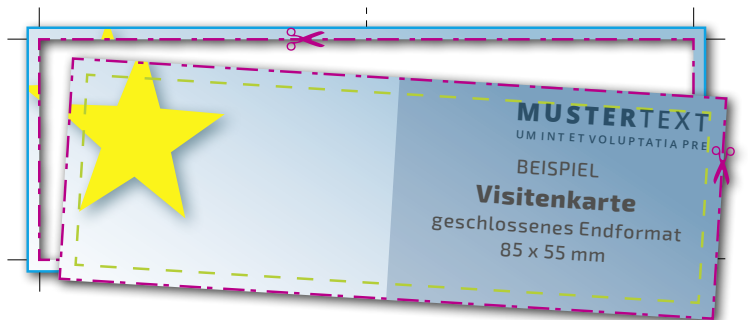 MUSTERTEXT
UM INT ET VOLUPTATIA PRE
BEISPIEL
Visitenkarte
geschlossenes Endformat
85 x 55 mm